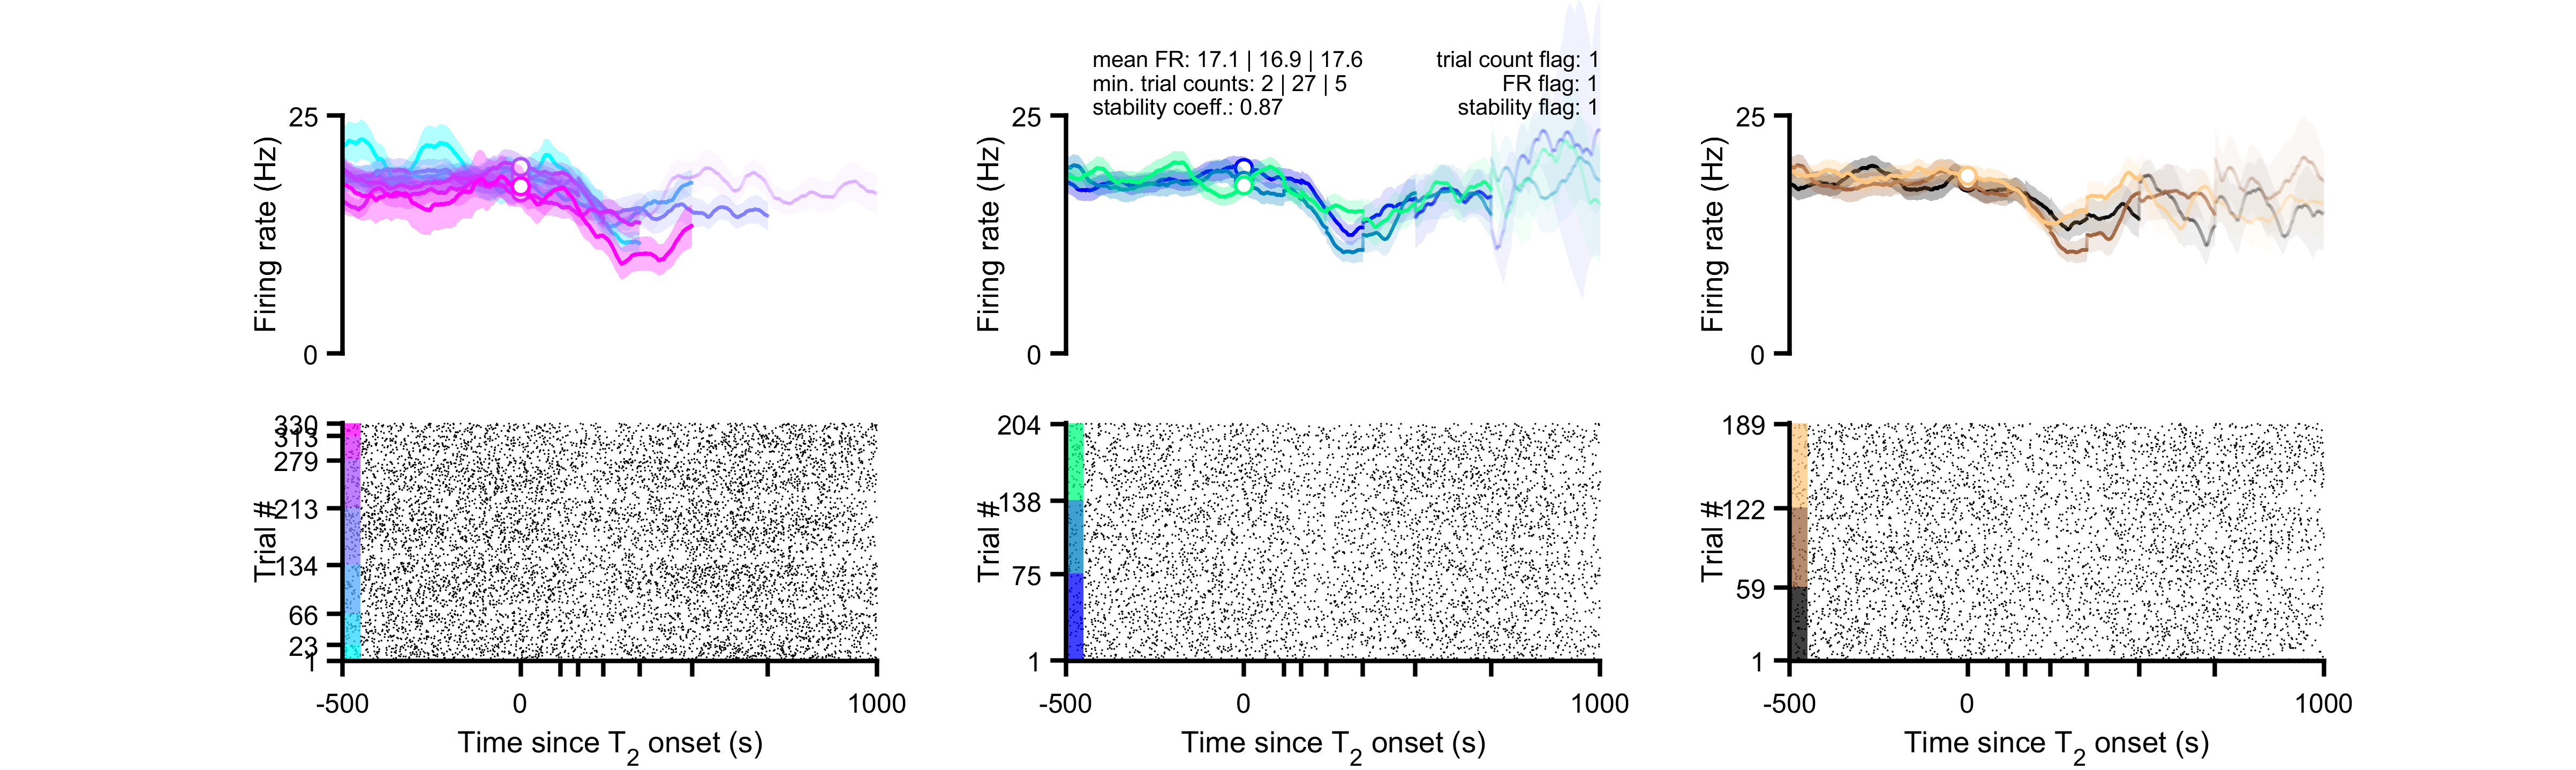 mean FR: 17.1 | 16.9 | 17.6
min. trial counts: 2 | 27 | 5
stability coeff.: 0.87
trial count flag: 1
FR flag: 1
stability flag: 1
25
0
Firing rate (Hz)
25
0
Firing rate (Hz)
25
0
Firing rate (Hz)
330
313
279
213
134
66
23
1
Trial #
-500
0
1000
Time since T2 onset (s)
204
138
75
1
Trial #
-500
0
1000
Time since T2 onset (s)
189
122
59
1
Trial #
-500
0
1000
Time since T2 onset (s)